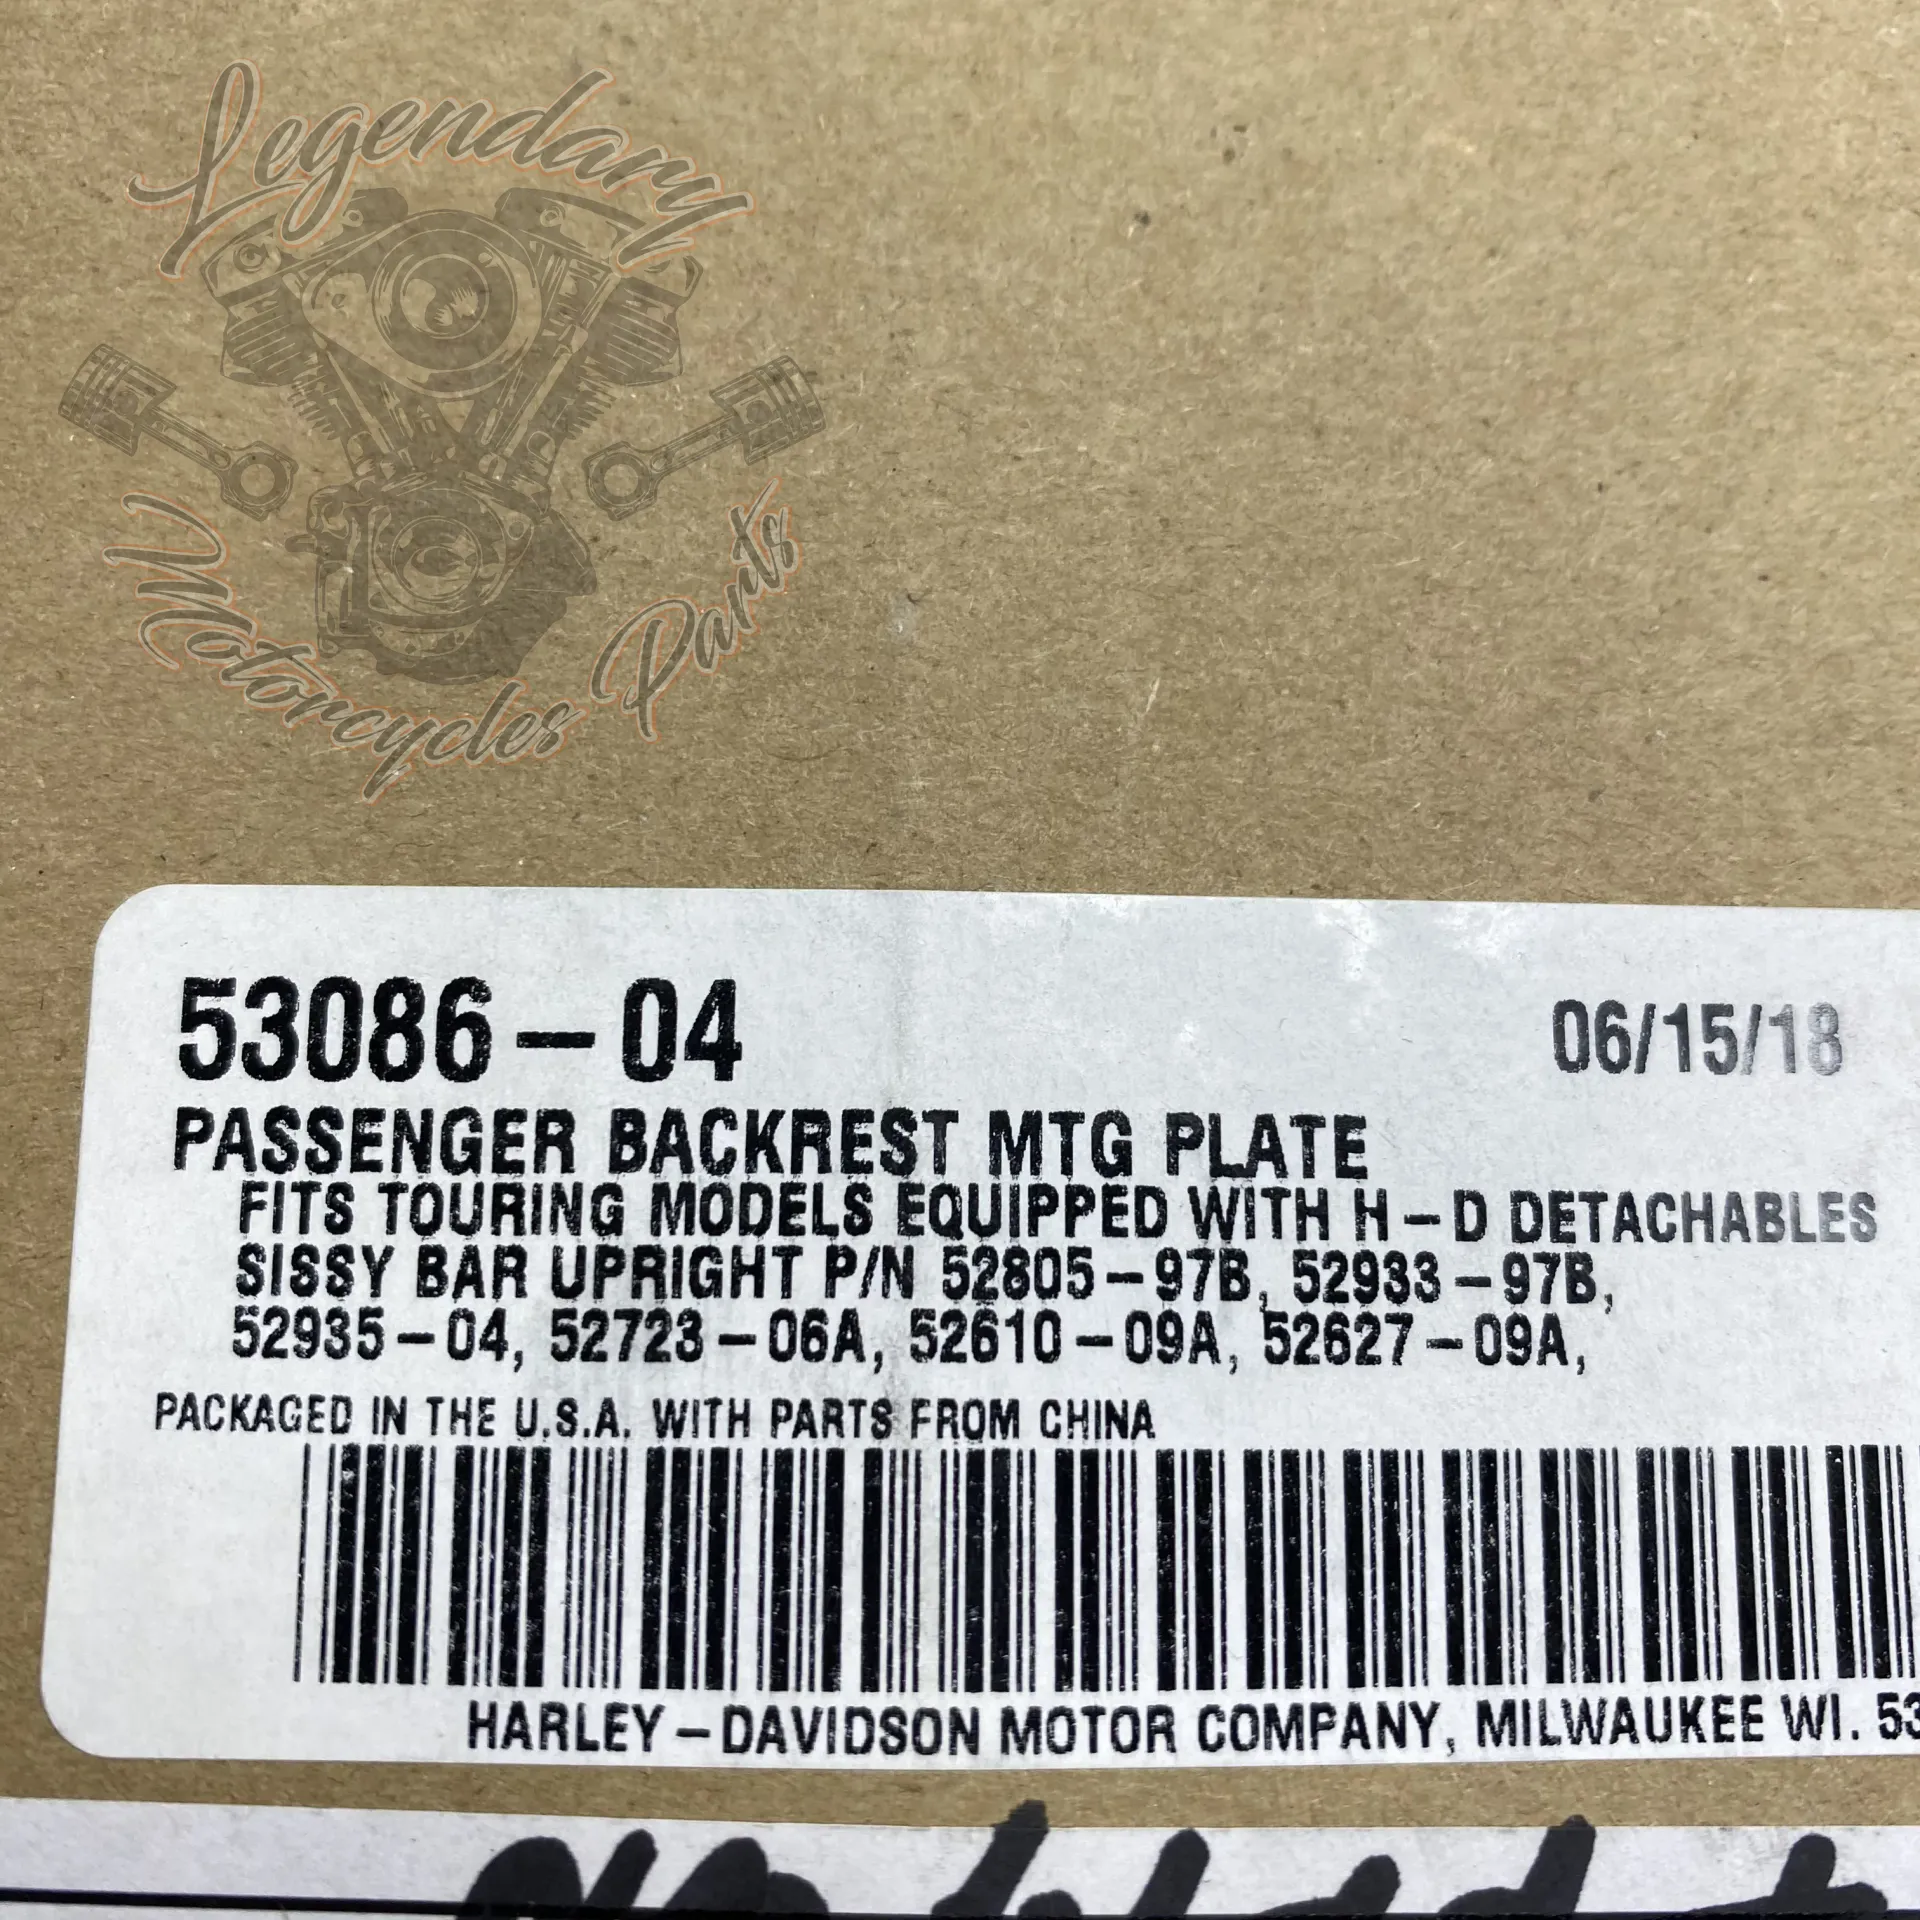 Legendary
Motorcycles Parts
53086-04
06/15/18
PASSENGER BACKREST MTG PLATE
FITS TOURING MODELS EQUIPPED WITH H-D DETACHABLES
SISSY BAR UPRIGHT P/N 52805-97B, 52933-97B,
52935-04, 52723-06A, 52610-09A, 52627-09A,
PACKAGED IN THE U.S.A. WITH PARTS FROM CHINA
HARLEY-DAVIDSON MOTOR COMPANY, MILWAUKEE WI. 53